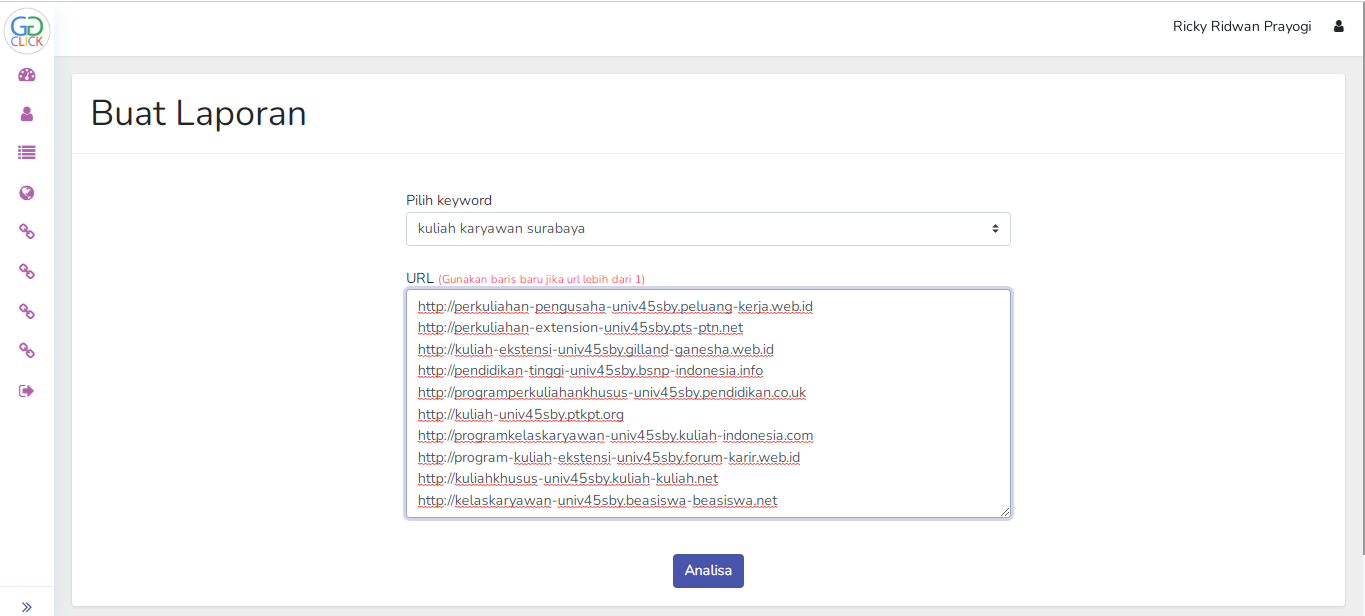 GG
CLICK
Ricky Ridwan Prayogi
Buat Laporan
Pilih keyword
kuliah karyawan surabaya
URL (Gunakan baris baru jika url lebih dari 1)
http://perkuliahan-pengusaha-univ45sby.peluang-kerja.web.id
http://perkuliahan-extension-univ45sby.pts-ptn.net
http://kuliah-ekstensi-univ45sby.gilland-ganesha.web.id
http://pendidikan-tinggi-univ45sby.bsnp-indonesia.info
http://programperkuliahankhusus-univ45sby.pendidikan.co.uk
http://kuliah-univ45sby.ptkpt.org
http://programkelaskaryawan-univ45sby.kuliah-indonesia.com
http://program-kuliah-ekstensi-univ45sby.forum-karir.web.id
http://kuliahkhusus-univ45sby.kuliah-kuliah.net
http://kelaskaryawan-univ45sby.beasiswa-beasiswa.net
Analisa